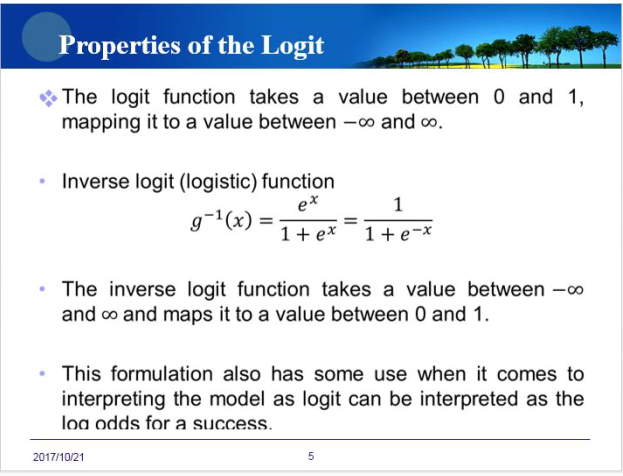 Properties of the Logit
The logit function takes a value between 0 and 1,
mapping it to a value between −∞ and ∞.
• Inverse logit (logistic) function
g⁻¹(x) = eˣ / (1 + eˣ) = 1 / (1 + e⁻ˣ)
• The inverse logit function takes a value between −∞
and ∞ and maps it to a value between 0 and 1.
• This formulation also has some use when it comes to
interpreting the model as logit can be interpreted as the
log odds for a success.
2017/10/21
5